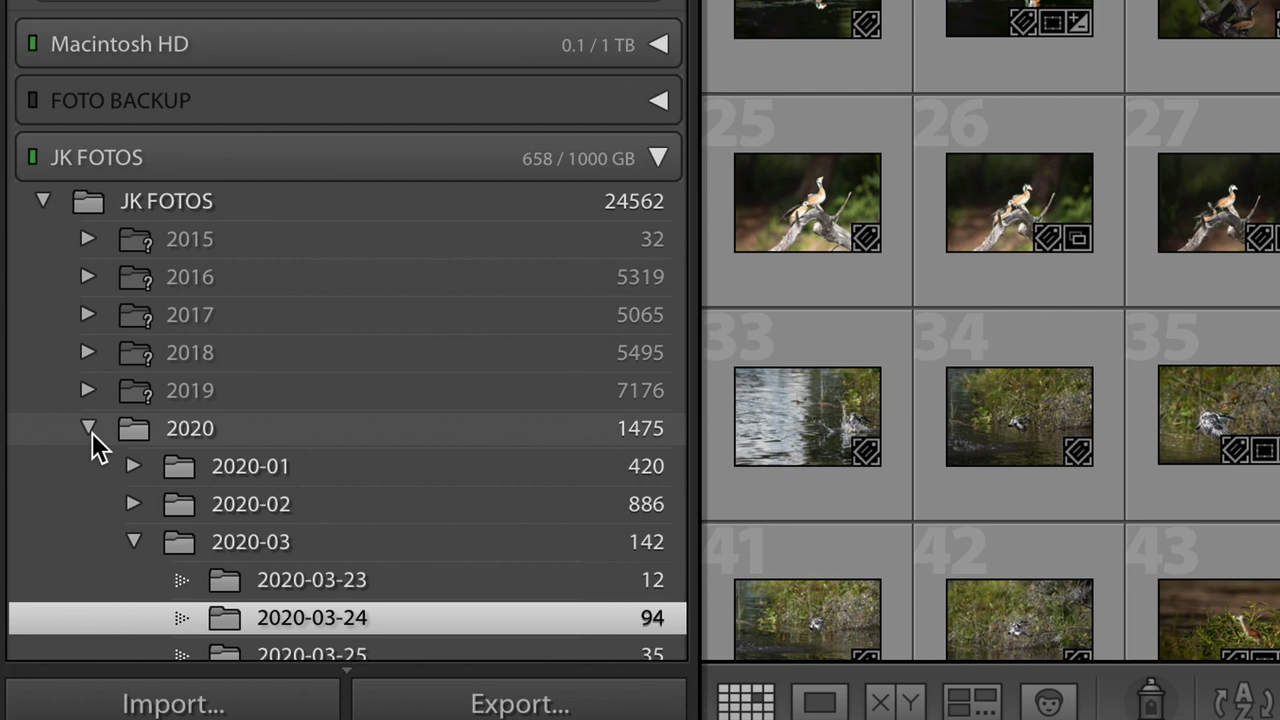 Macintosh HD 0.1 / 1 TB
FOTO BACKUP
JK FOTOS 658 / 1000 GB
JK FOTOS 24562
2015 32
2016 5319
2017 5065
2018 5495
2019 7176
2020 1475
2020-01 420
2020-02 886
2020-03 142
2020-03-23 12
2020-03-24 94
2020-03-25 35
Import... Export...
25 26 27
33 34 35
41 42 43
X Y
A
Z